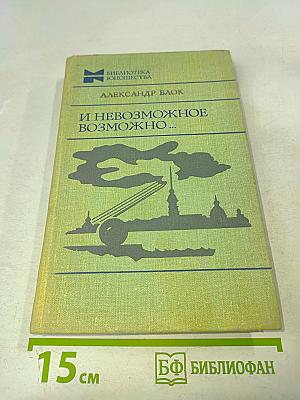 БИБЛИОТЕКА
ЮНОШЕСТВА
АЛЕКСАНДР БЛОК
И НЕВОЗМОЖНОЕ
ВОЗМОЖНО...
15 см
БФ БИБЛИОФАН